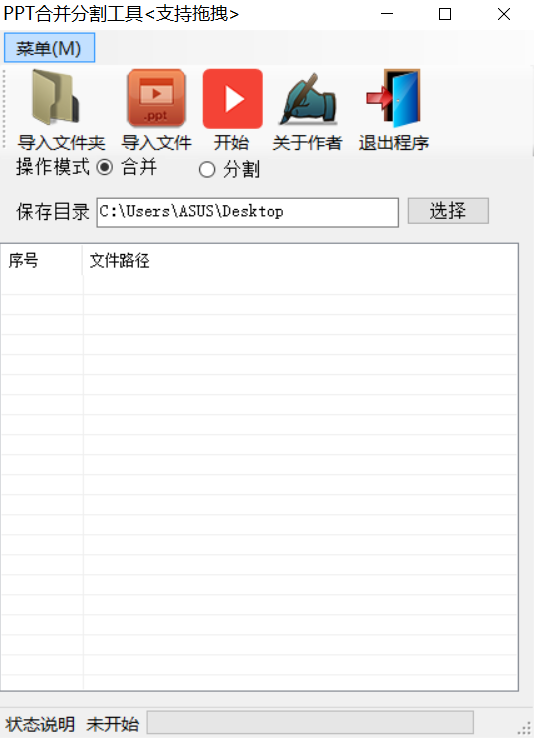 PPT合并分割工具<支持拖拽>
菜单(M)
.ppt
导入文件夹 导入文件 开始 关于作者 退出程序
操作模式 合并 分割
保存目录 C:\Users\ASUS\Desktop 选择
序号 文件路径
状态说明 未开始